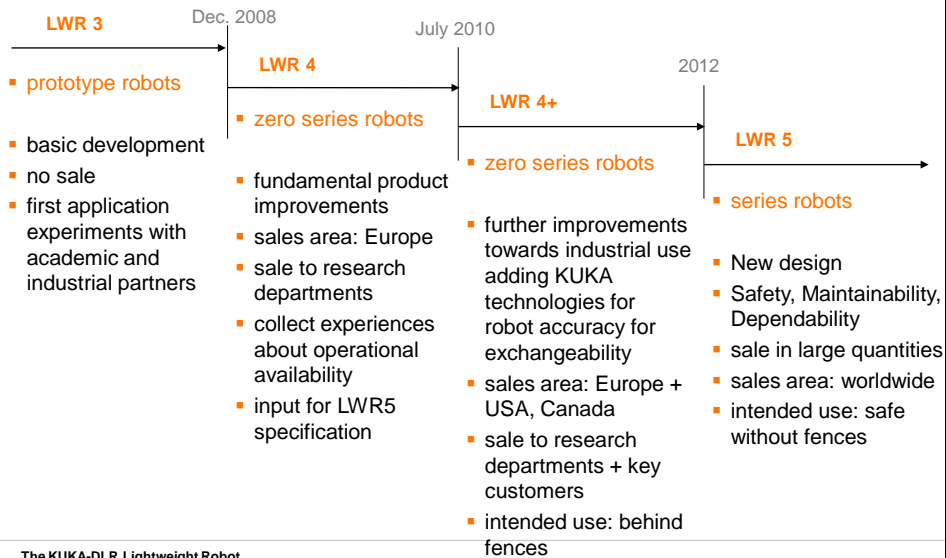 LWR 3
prototype robots
basic development
no sale
first application
experiments with
academic and
industrial partners
Dec. 2008
LWR 4
zero series robots
fundamental product
improvements
sales area: Europe
sale to research
departments
collect experiences
about operational
availability
input for LWR5
specification
July 2010
LWR 4+
zero series robots
further improvements
towards industrial use
adding KUKA
technologies for
robot accuracy for
exchangeability
sales area: Europe +
USA, Canada
sale to research
departments + key
customers
intended use: behind
fences
2012
LWR 5
series robots
New design
Safety, Maintainability,
Dependability
sale in large quantities
sales area: worldwide
intended use: safe
without fences
The KUKA-DLR Lightweight Robot